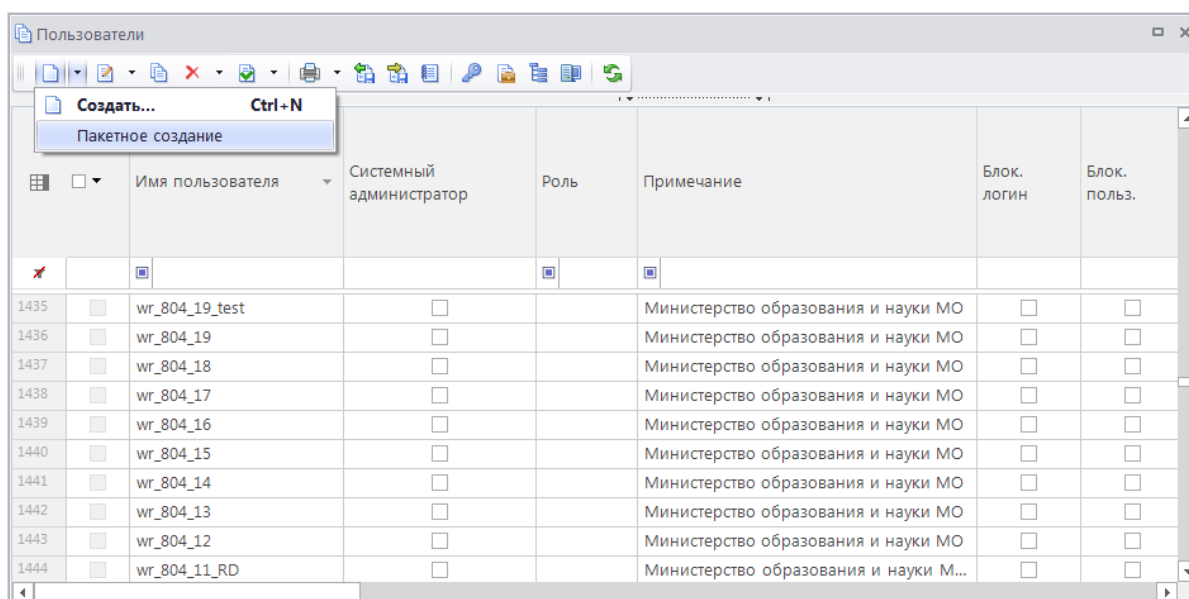 Пользователи
Создать... Ctrl+N
Пакетное создание
Имя пользователя
Системный администратор
Роль
Примечание
Блок. логин
Блок. польз.
1435 wr_804_19_test Министерство образования и науки МО
1436 wr_804_19 Министерство образования и науки МО
1437 wr_804_18 Министерство образования и науки МО
1438 wr_804_17 Министерство образования и науки МО
1439 wr_804_16 Министерство образования и науки МО
1440 wr_804_15 Министерство образования и науки МО
1441 wr_804_14 Министерство образования и науки МО
1442 wr_804_13 Министерство образования и науки МО
1443 wr_804_12 Министерство образования и науки МО
1444 wr_804_11_RD Министерство образования и науки М...